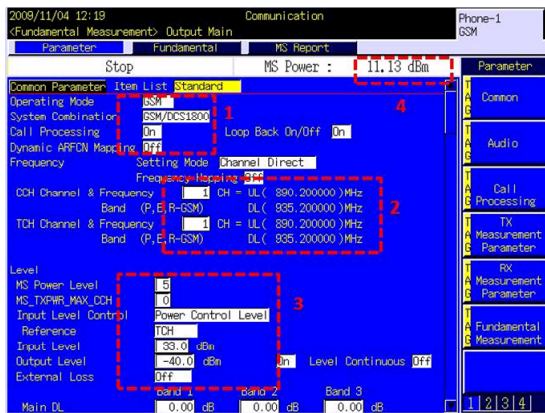 2009/11/04 12:19 Communication Phone-1
<Fundamental Measurement> Output Main GSM
Parameter Fundamental MS Report
Stop MS Power : 11.13 dBm Parameter
Common Parameter Item List Standard
Operating Mode GSM 1 4
System Combination GSM/DCS1800
Call Processing On Loop Back On/Off On
Dynamic ARFCN Mapping Off
Frequency Setting Mode Channel Direct
Frequency Mapping Off
CCH Channel & Frequency 1 CH = UL( 890.200000)MHz
Band (P,E,R-GSM) DL( 935.200000)MHz 2
TCH Channel & Frequency 1 CH = UL( 890.200000)MHz
Band (P,E,R-GSM) DL( 935.200000)MHz
Level
MS Power Level 5
MS_TXPWR_MAX_CCH 0
Input Level Control Power Control Level 3
Reference TCH
Input Level 33.0 dBm
Output Level -40.0 dBm On Level Continuous Off
External Loss Off
Band 1 Band 2 Band 3
Main DL 0.00 dB 0.00 dB 0.00 dB
TAG Common
TAG Audio
TAG Call Processing
TAG TX Measurement Parameter
TAG RX Measurement Parameter
TAG Fundamental Measurement
1 2 3 4